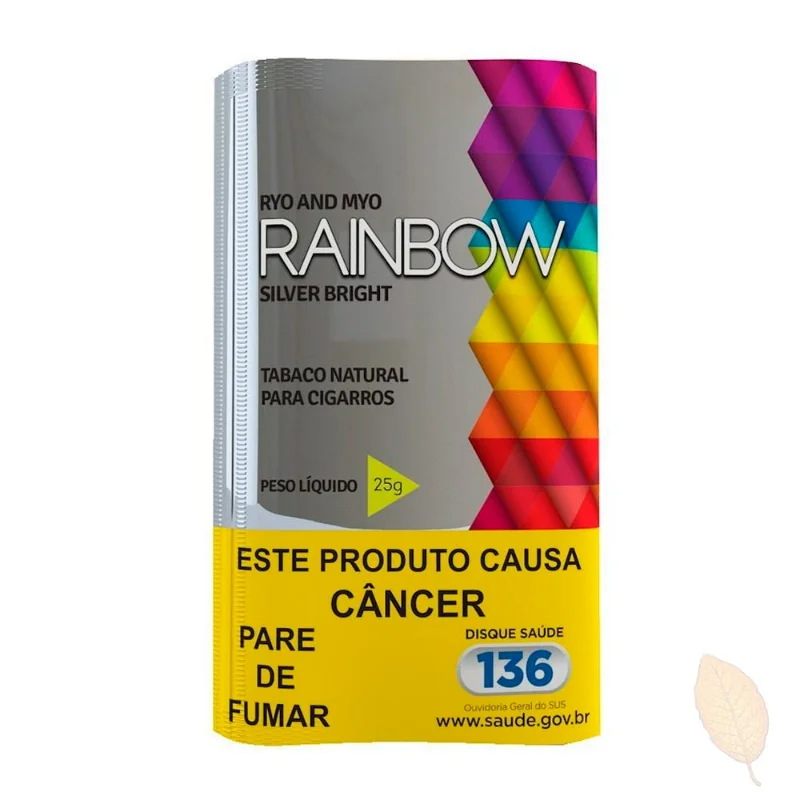 RYO AND MYO
RAINBOW
SILVER BRIGHT
TABACO NATURAL
PARA CIGARROS
PESO LÍQUIDO 25g
ESTE PRODUTO CAUSA
CÂNCER
PARE
DE
FUMAR
DISQUE SAÚDE
136
Ouvidoria Geral do SUS
www.saude.gov.br